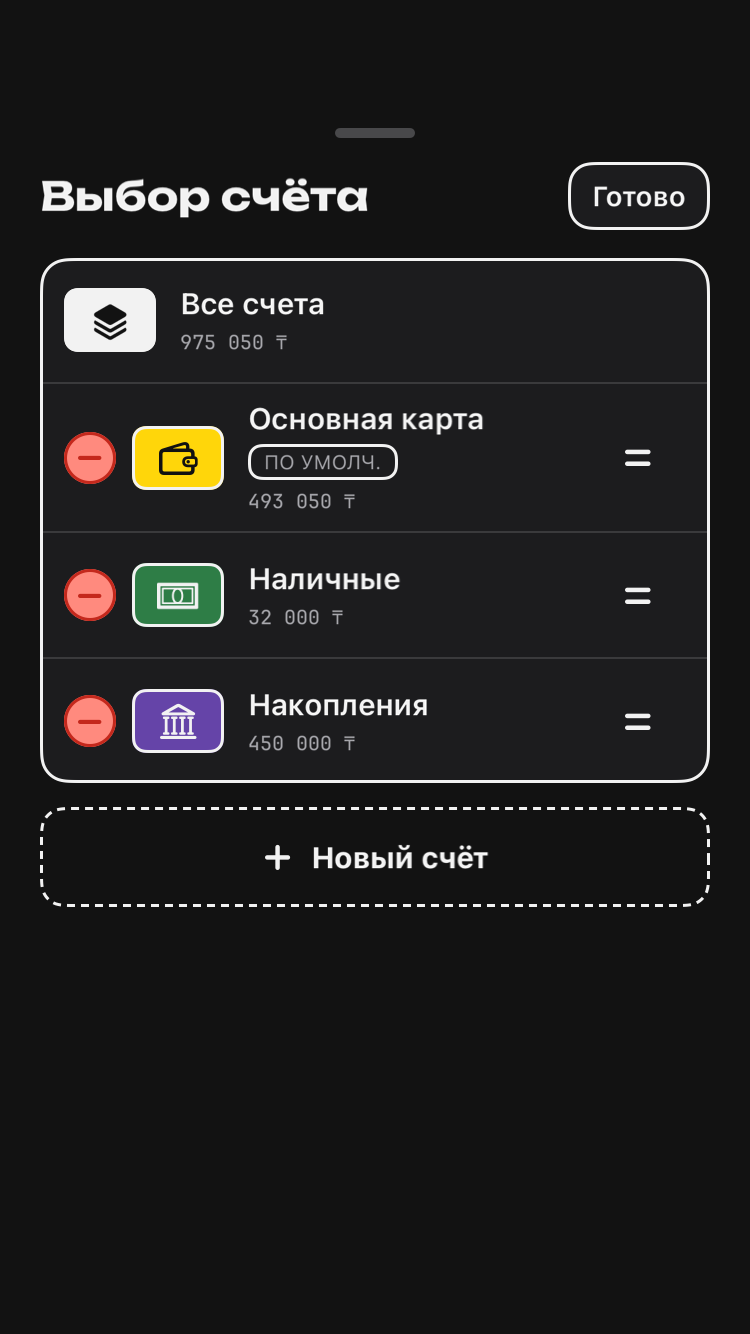 Выбор счёта
Готово
Все счета
975 050 ₸
Основная карта
ПО УМОЛЧ.
493 050 ₸
Наличные
32 000 ₸
Накопления
450 000 ₸
+ Новый счёт